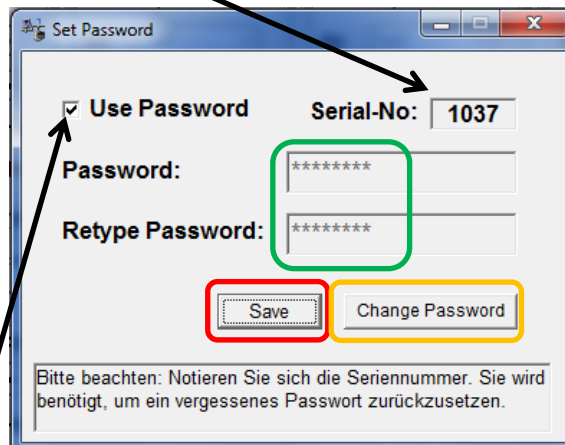 Set Password
Use Password Serial-No: 1037
Password: ********
Retype Password: ********
Save Change Password
Bitte beachten: Notieren Sie sich die Seriennummer. Sie wird
benötigt, um ein vergessenes Passwort zurückzusetzen.